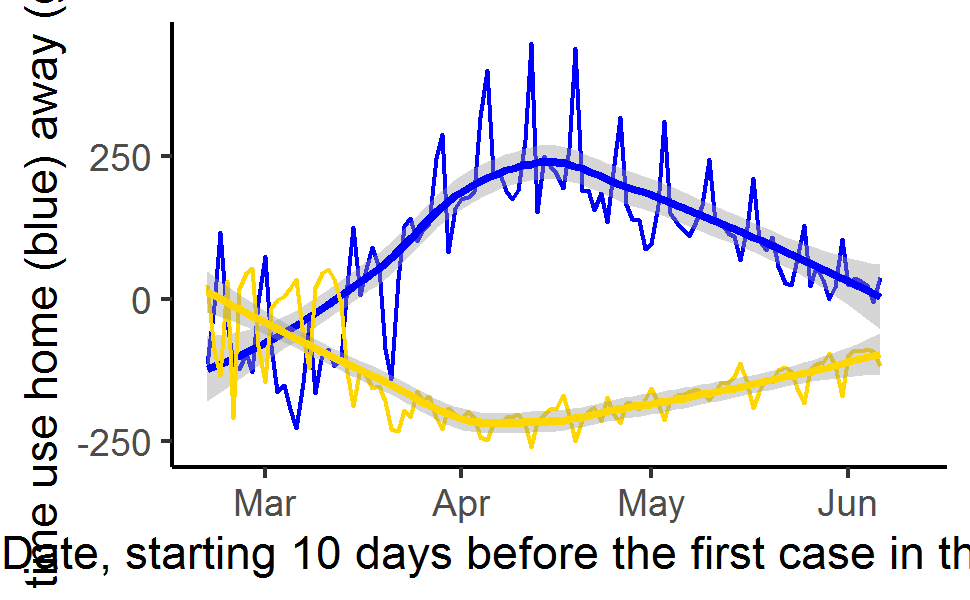 time use home (blue) away (
250
0
-250
Mar Apr May Jun
Date, starting 10 days before the first case in th